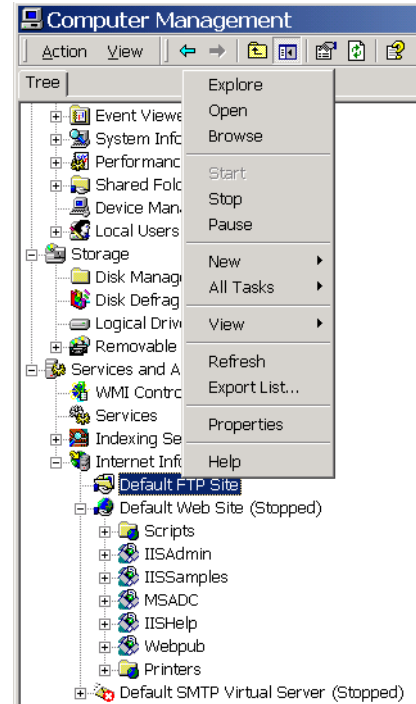 Computer Management
Action View
Tree
Event Viewe
System Info
Performanc
Shared Fold
Device Man
Local Users
Storage
Disk Manag
Disk Defrag
Logical Driv
Removable
Services and A
WMI Contro
Services
Indexing Se
Internet Info
Default FTP Site
Default Web Site (Stopped)
Scripts
IISAdmin
IISSamples
MSADC
IISHelp
Webpub
Printers
Default SMTP Virtual Server (Stopped)
Explore
Open
Browse
Start
Stop
Pause
New
All Tasks
View
Refresh
Export List...
Properties
Help